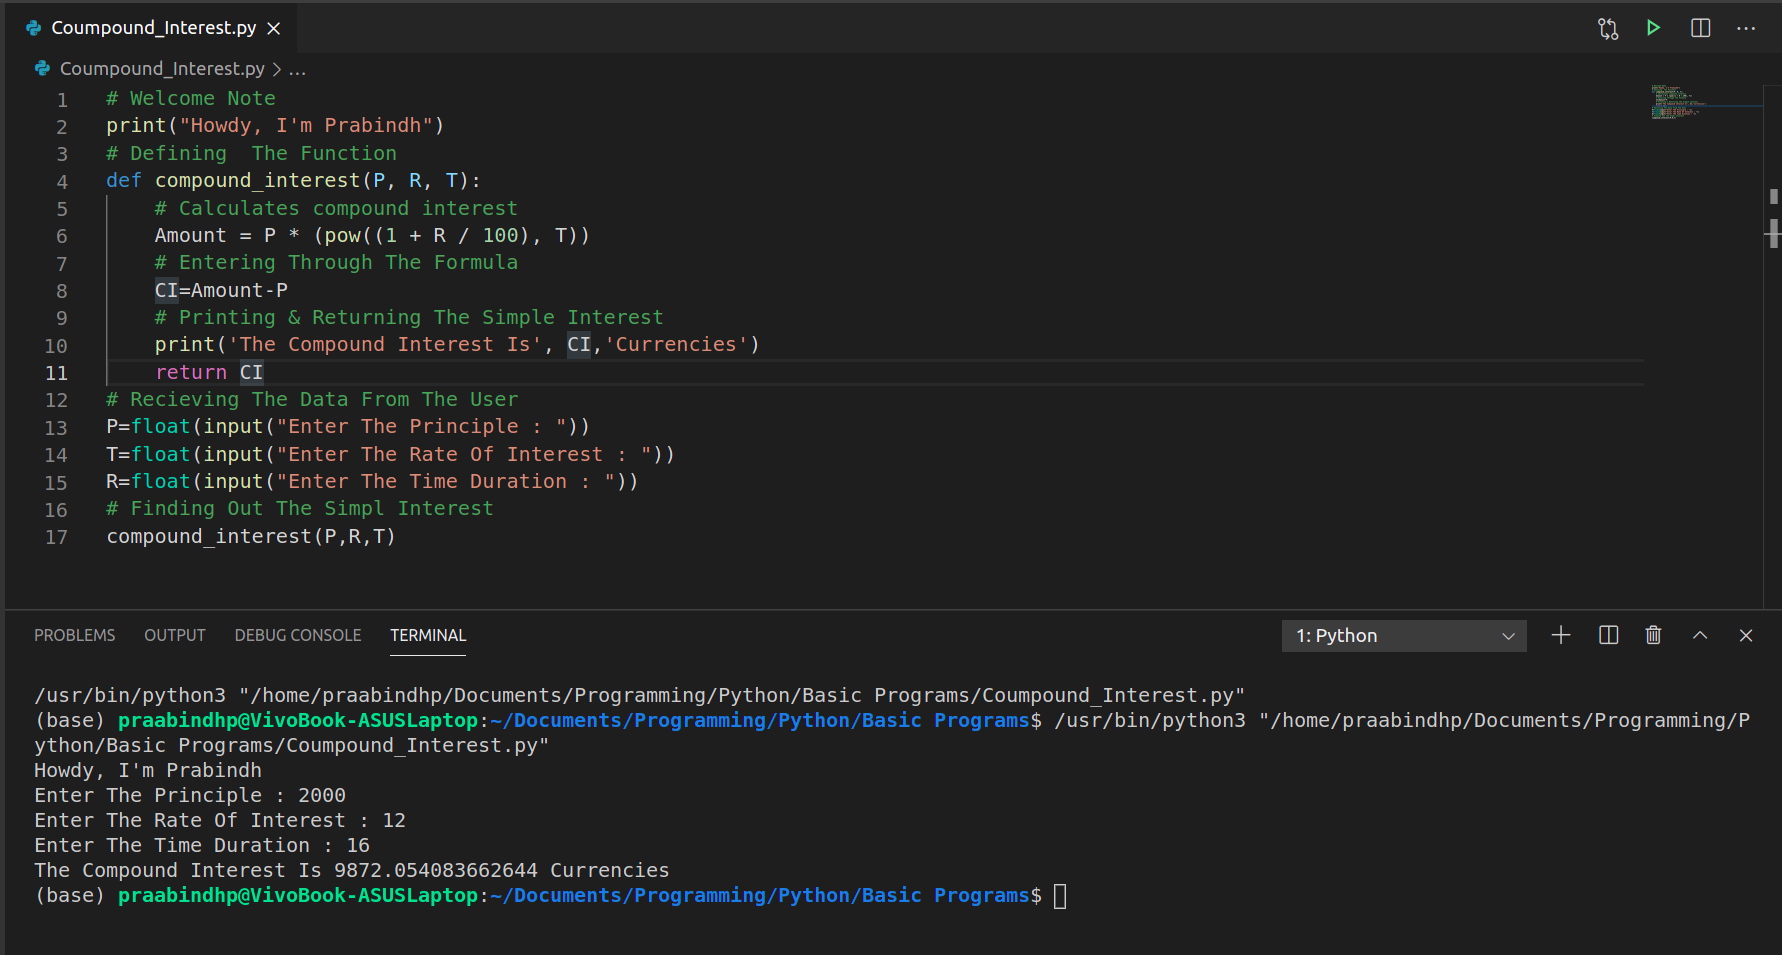 Coumpound_Interest.py
Coumpound_Interest.py > ...
1 # Welcome Note
2 print("Howdy, I'm Prabindh")
3 # Defining  The Function
4 def compound_interest(P, R, T):
5     # Calculates compound interest
6     Amount = P * (pow((1 + R / 100), T))
7     # Entering Through The Formula
8     CI=Amount-P
9     # Printing & Returning The Simple Interest
10     print('The Compound Interest Is', CI,'Currencies')
11     return CI
12 # Recieving The Data From The User
13 P=float(input("Enter The Principle : "))
14 T=float(input("Enter The Rate Of Interest : "))
15 R=float(input("Enter The Time Duration : "))
16 # Finding Out The Simpl Interest
17 compound_interest(P,R,T)
PROBLEMS OUTPUT DEBUG CONSOLE TERMINAL 1: Python
/usr/bin/python3 "/home/praabindhp/Documents/Programming/Python/Basic Programs/Coumpound_Interest.py"
(base) praabindhp@VivoBook-ASUSLaptop:~/Documents/Programming/Python/Basic Programs$ /usr/bin/python3 "/home/praabindhp/Documents/Programming/P
ython/Basic Programs/Coumpound_Interest.py"
Howdy, I'm Prabindh
Enter The Principle : 2000
Enter The Rate Of Interest : 12
Enter The Time Duration : 16
The Compound Interest Is 9872.054083662644 Currencies
(base) praabindhp@VivoBook-ASUSLaptop:~/Documents/Programming/Python/Basic Programs$